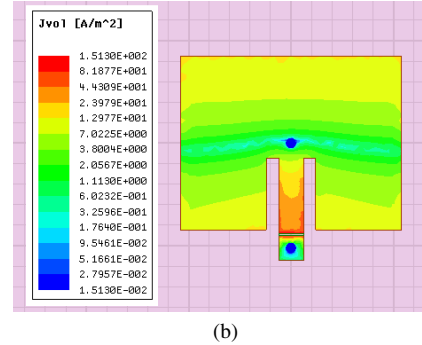 Jvol [A/m^2]
1.5130E+002
8.1877E+001
4.4309E+001
2.3979E+001
1.2977E+001
7.0225E+000
3.8004E+000
2.0567E+000
1.1130E+000
6.0232E-001
3.2596E-001
1.7640E-001
9.5461E-002
5.1661E-002
2.7957E-002
1.5130E-002
(b)